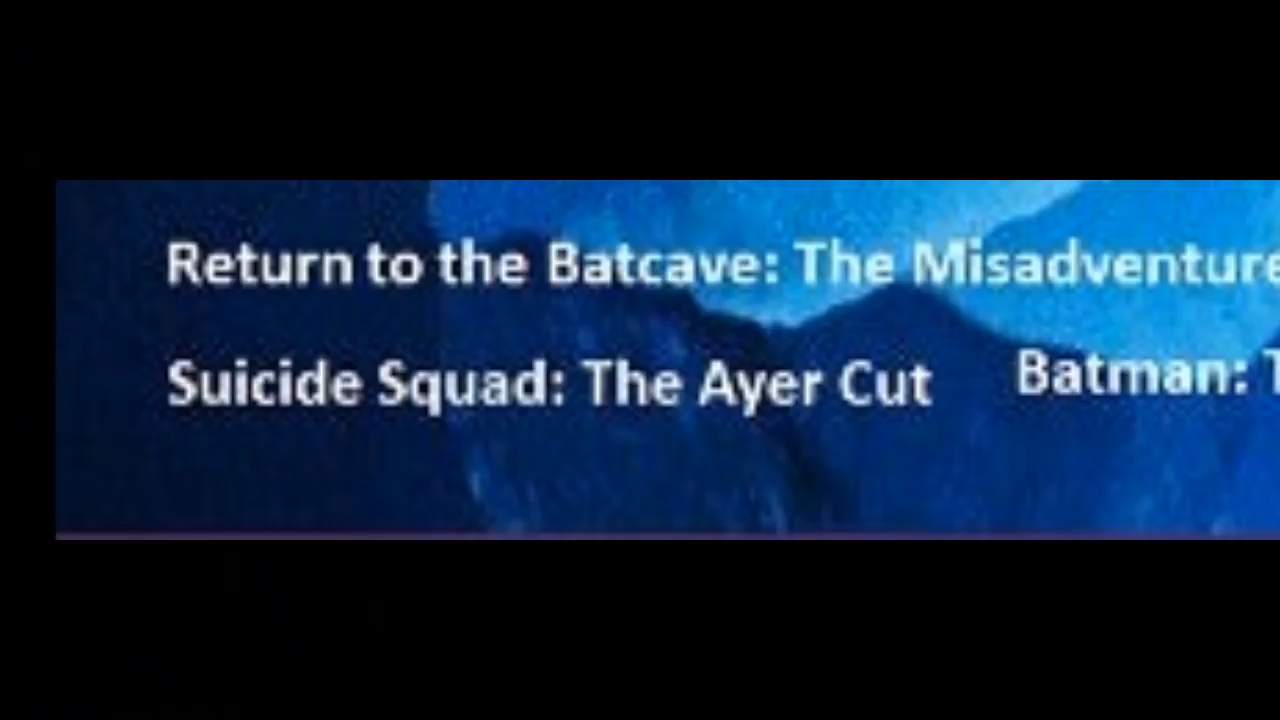 Return to the Batcave: The Misadventure
Suicide Squad: The Ayer Cut
Batman: T